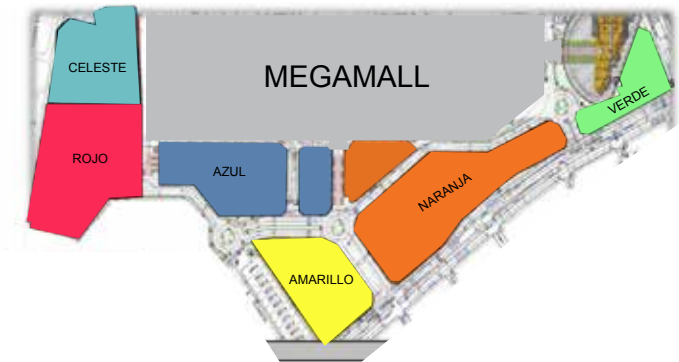 CELESTE
MEGAMALL
VERDE
ROJO
AZUL
NARANJA
AMARILLO